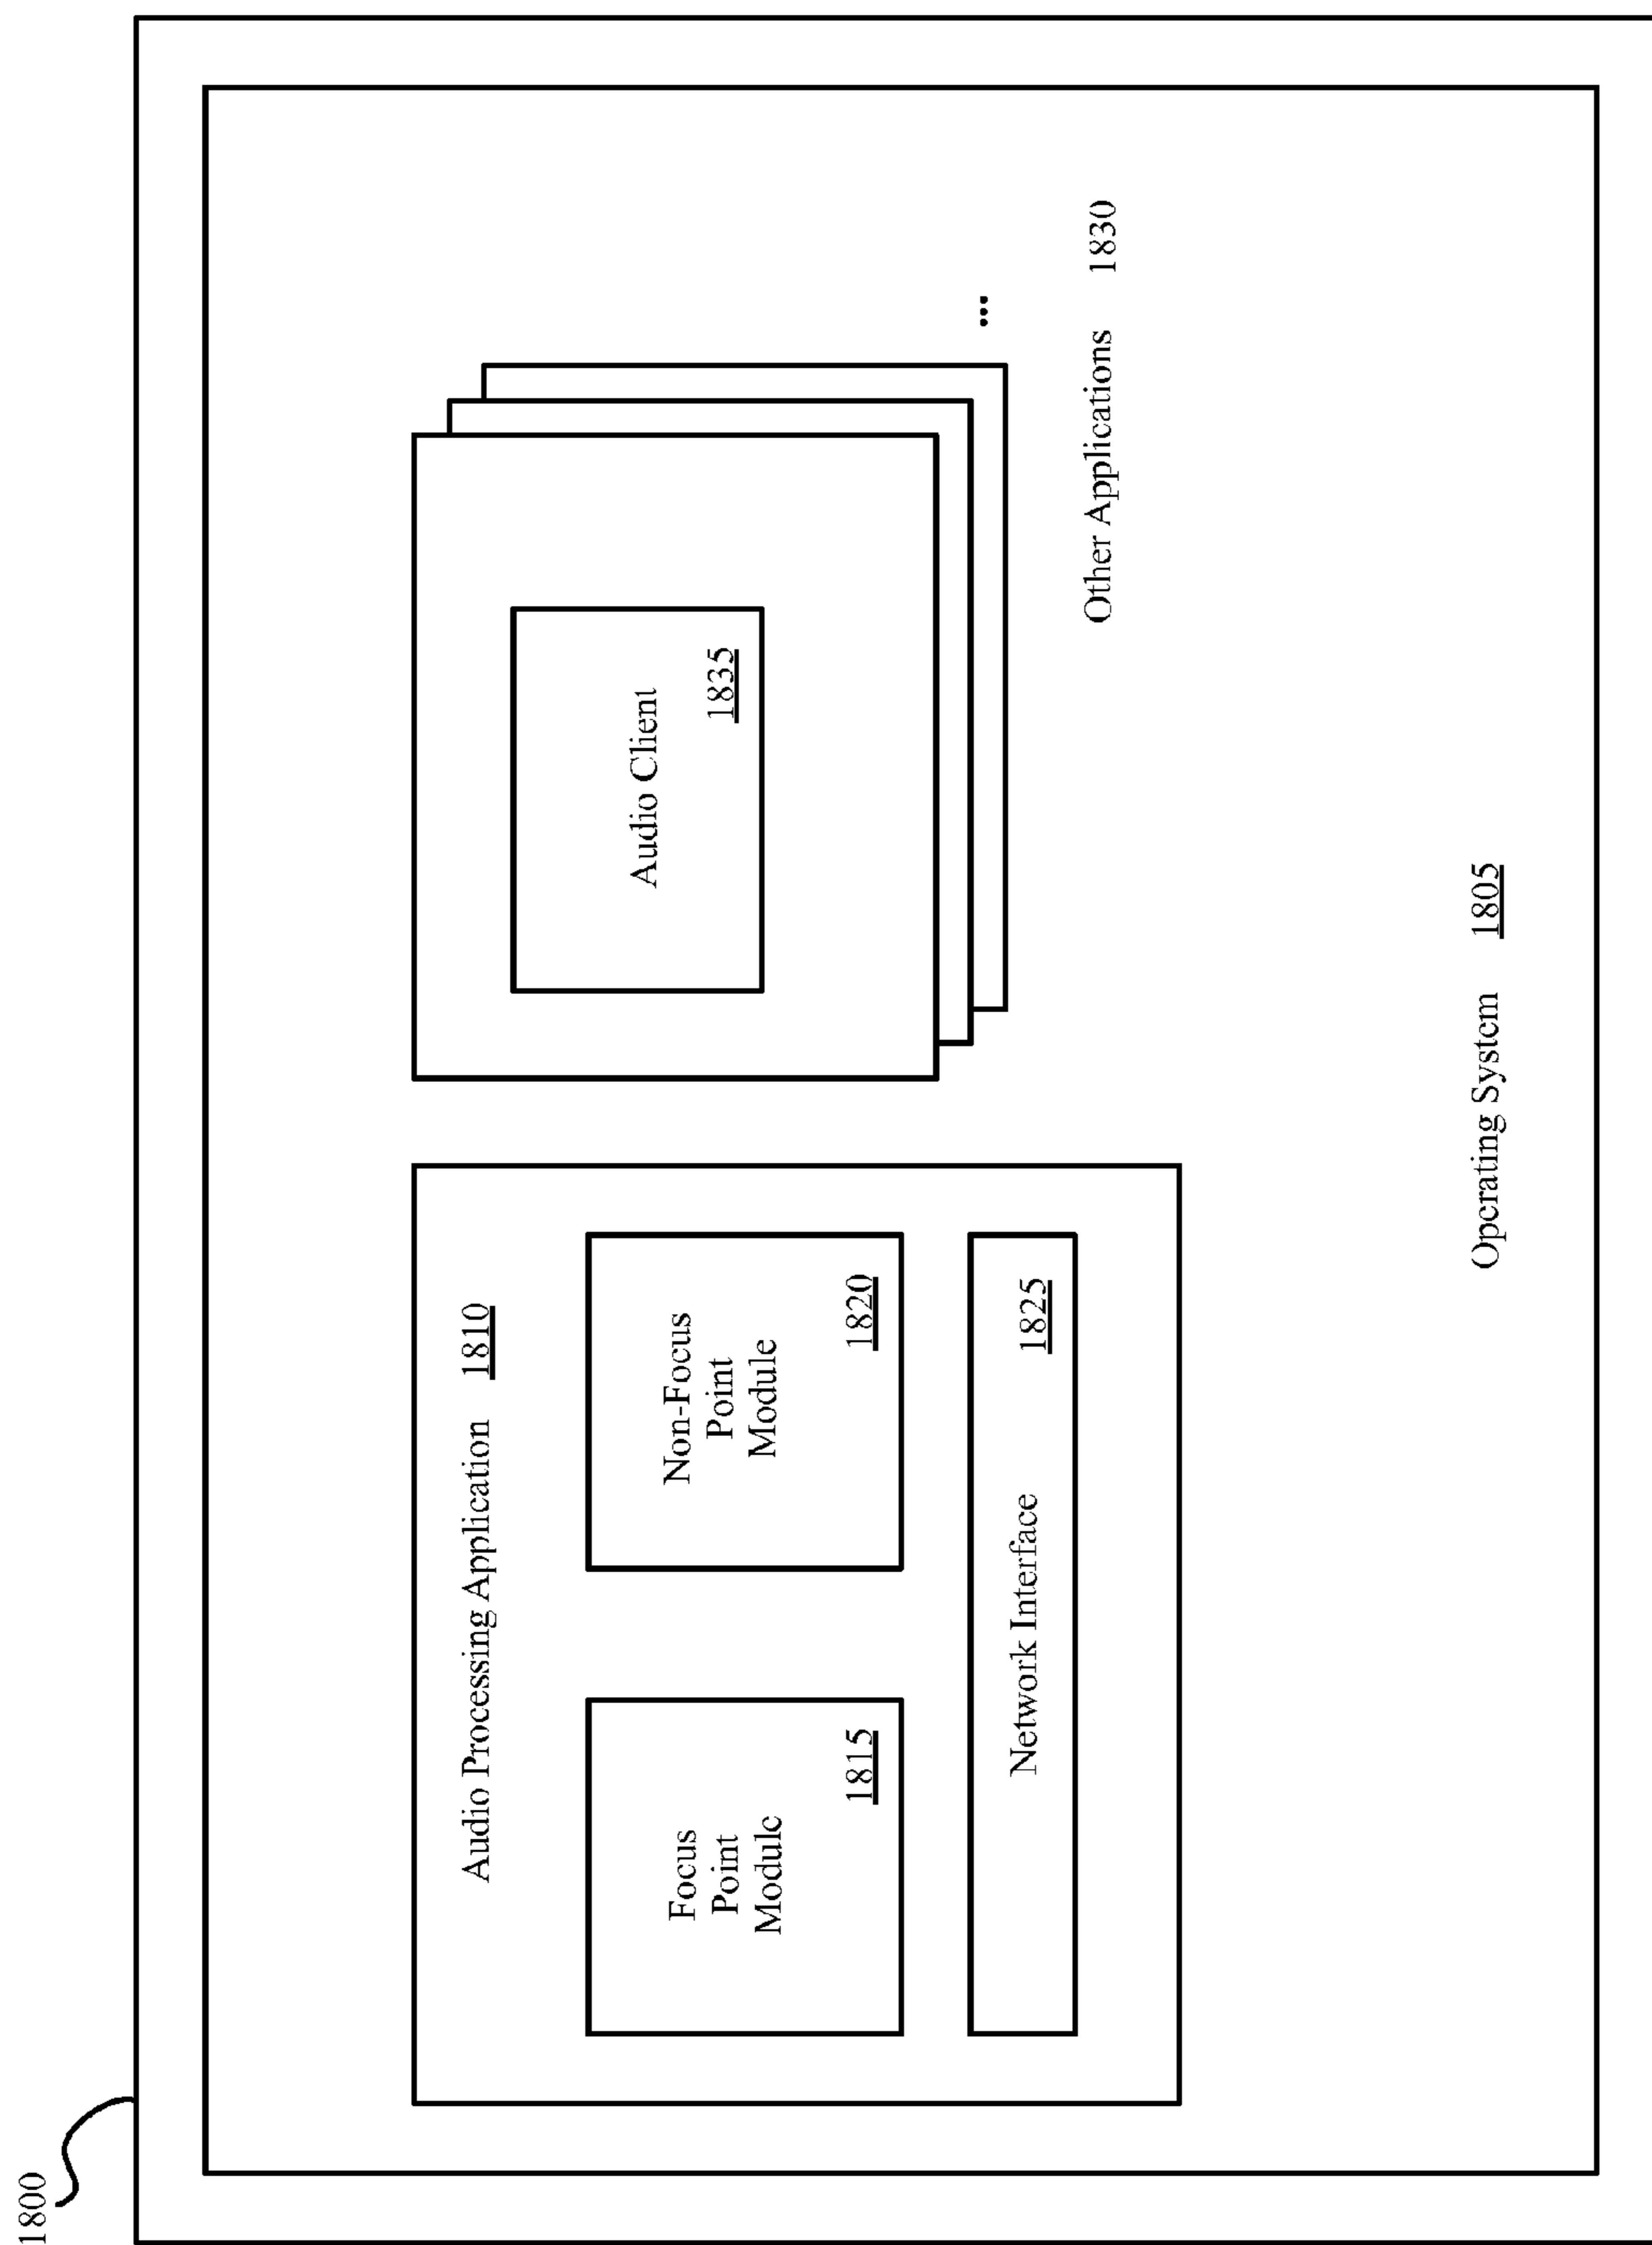 1800
Audio Processing Application 1810
Focus
Point
Module
1815
Non-Focus
Point
Module
1820
Network Interface 1825
Audio Client
1835
...
Other Applications 1830
Operating System 1805